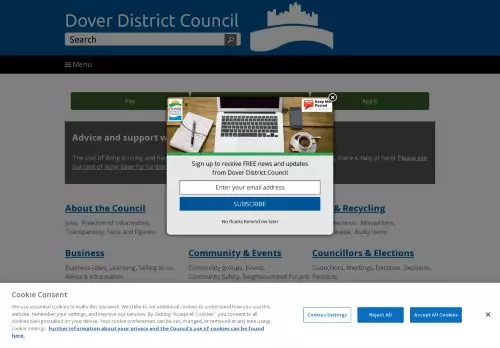 Dover District Council
Search
Menu
Pay
Apply
Keep Me
Posted
Advice and support w
The cost of living is rising and
there is help at hand. Please see
our cost of living page for further
Sign up to receive FREE news and updates
from Dover District Council
Enter your email address
SUBSCRIBE
No thanks Remind me later
About the Council
& Recycling
Jobs, Freedom of Information,
Transparency, Facts and Figures
Business
Community & Events
Councillors & Elections
Business rates, Licensing, Selling to us,
Advice & Information
Community groups, Events,
Community Safety, Neighbourhood Forum
Councillors, Meetings, Elections, Decisions,
Petitions
Cookie Consent
We use essential cookies to make this site work. We'd like to set additional cookies to understand how you use this
website, remember your settings, and improve our services. By clicking "Accept All Cookies", you consent to all
cookies being stored on your device. Your cookie preferences can be set, changed, or removed at any time using
cookie settings. Further information about your privacy and the Council's use of cookies can be found
here.
Cookies Settings
Reject All
Accept All Cookies